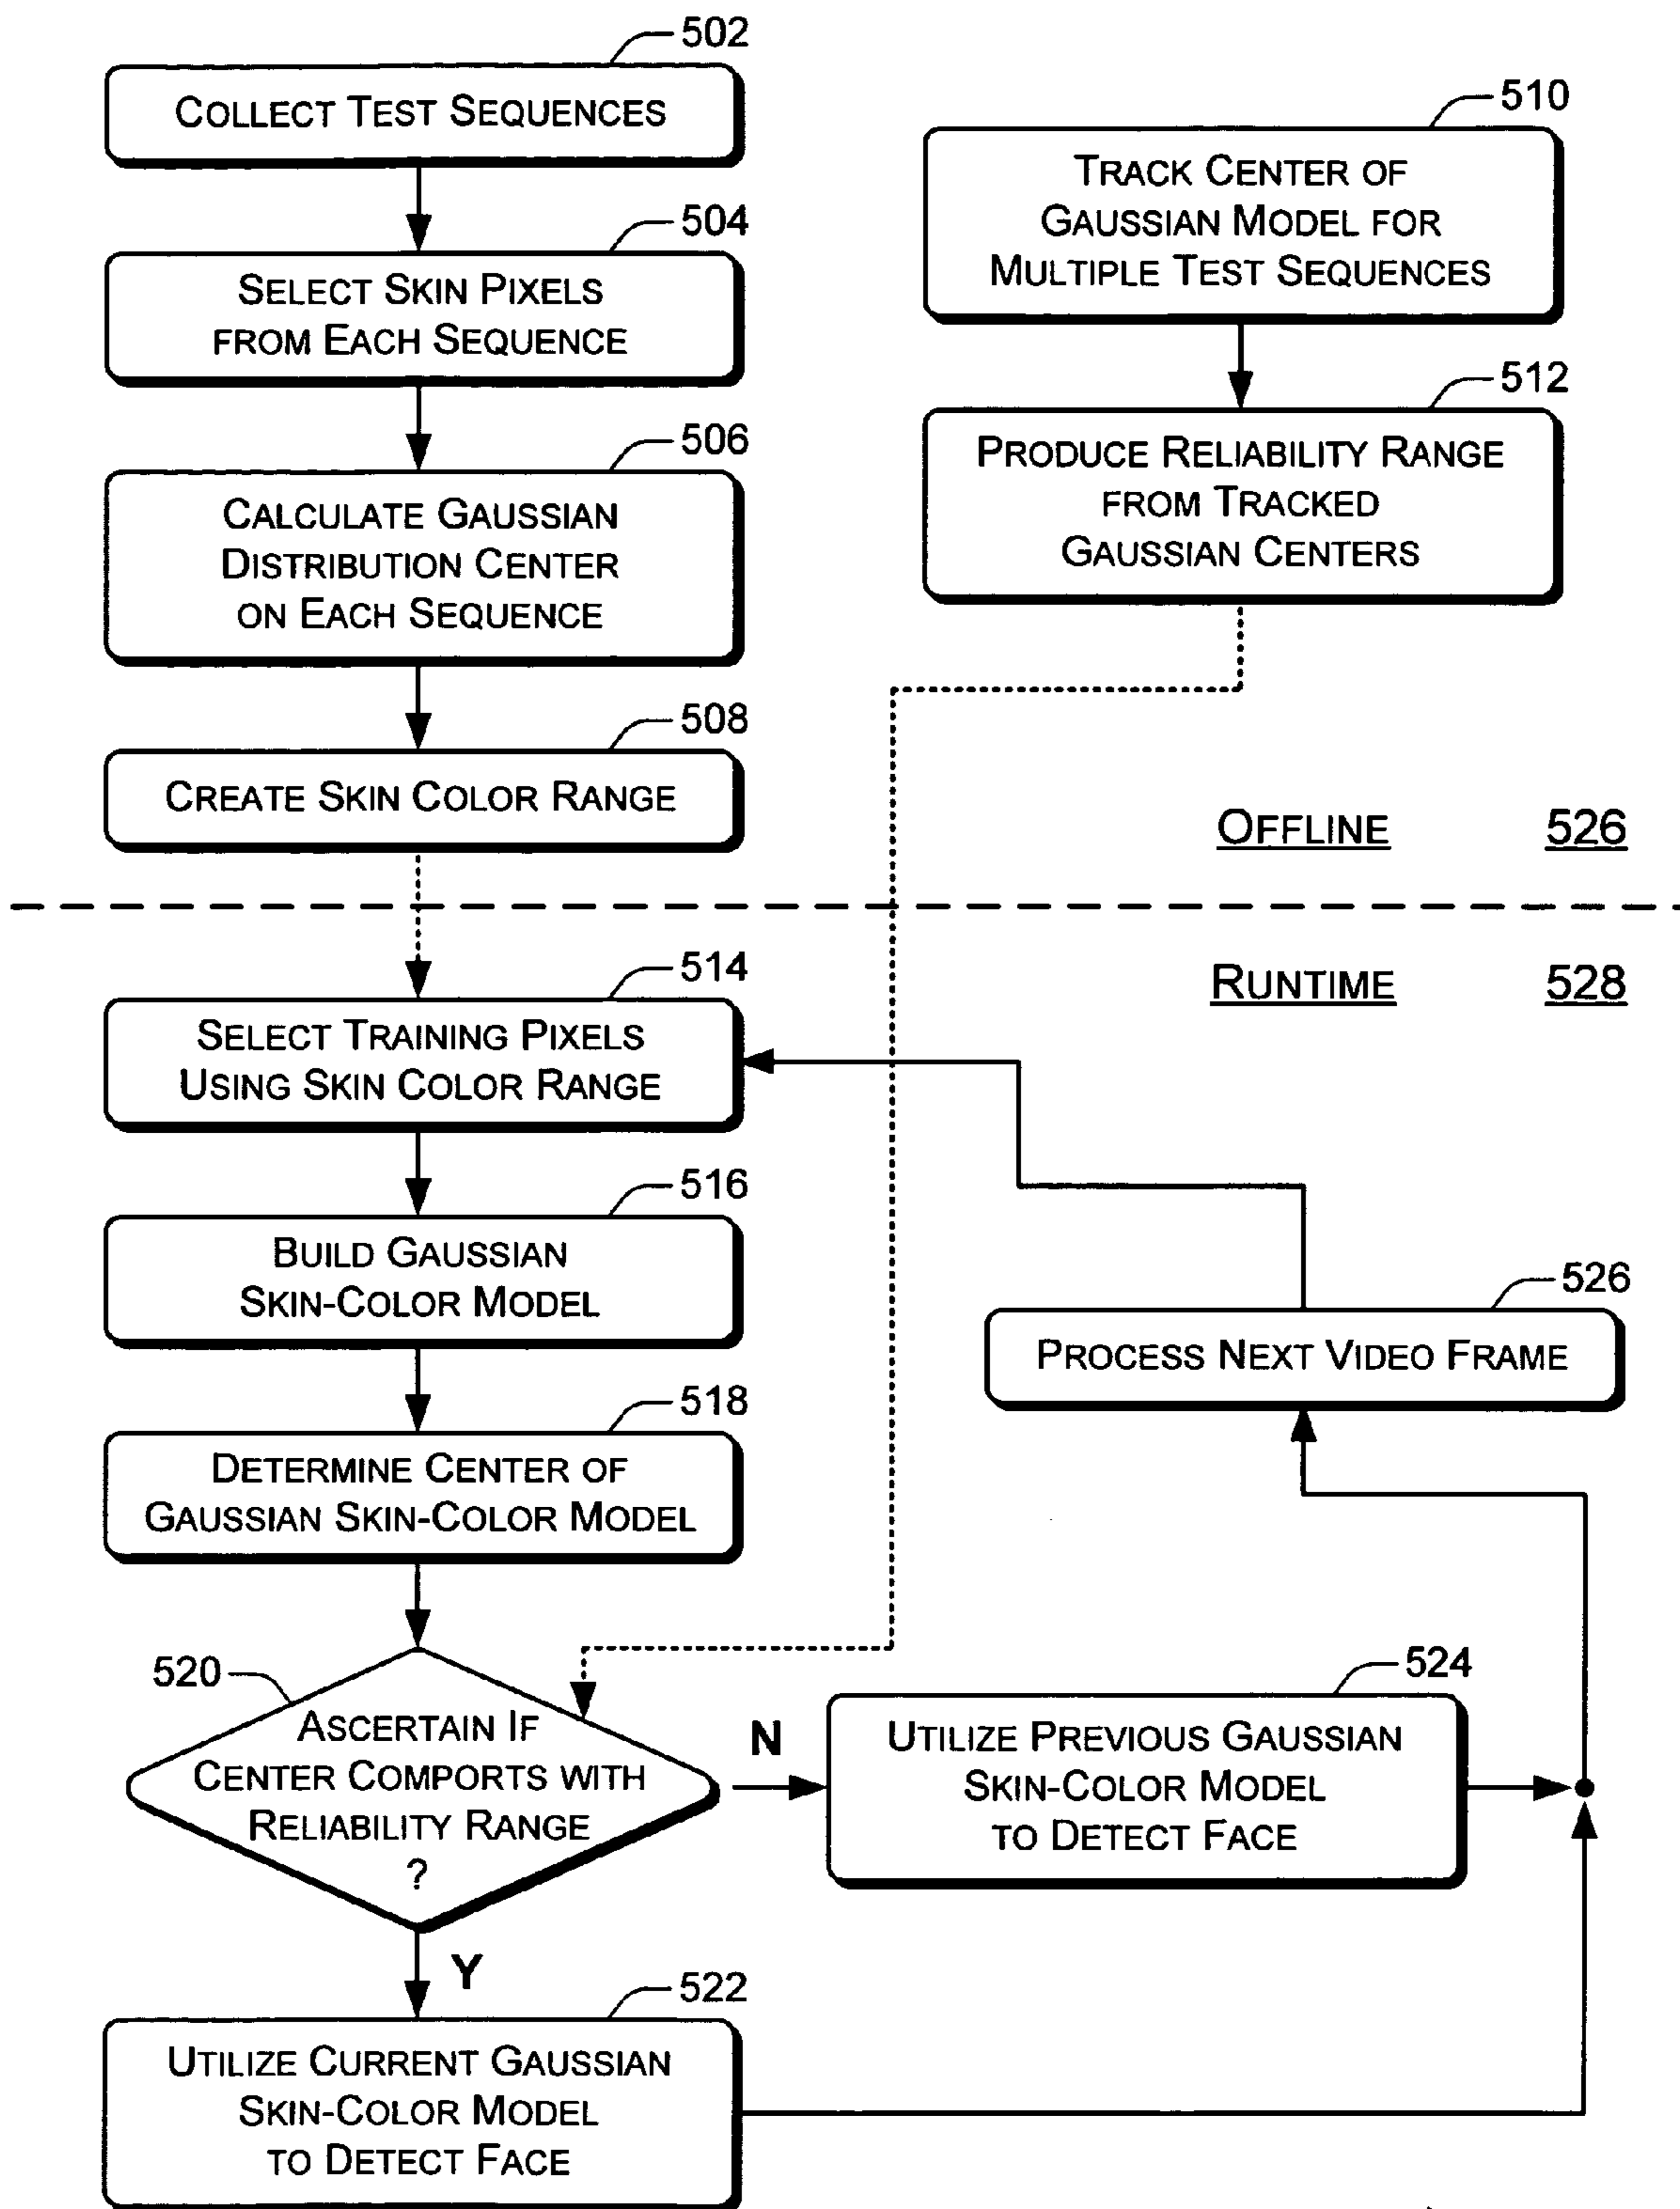 502
COLLECT TEST SEQUENCES
504
SELECT SKIN PIXELS
FROM EACH SEQUENCE
506
CALCULATE GAUSSIAN
DISTRIBUTION CENTER
ON EACH SEQUENCE
508
CREATE SKIN COLOR RANGE
510
TRACK CENTER OF
GAUSSIAN MODEL FOR
MULTIPLE TEST SEQUENCES
512
PRODUCE RELIABILITY RANGE
FROM TRACKED
GAUSSIAN CENTERS
OFFLINE 526
RUNTIME 528
514
SELECT TRAINING PIXELS
USING SKIN COLOR RANGE
516
BUILD GAUSSIAN
SKIN-COLOR MODEL
518
DETERMINE CENTER OF
GAUSSIAN SKIN-COLOR MODEL
520
ASCERTAIN IF
CENTER COMPORTS WITH
RELIABILITY RANGE
?
N
524
UTILIZE PREVIOUS GAUSSIAN
SKIN-COLOR MODEL
TO DETECT FACE
Y
522
UTILIZE CURRENT GAUSSIAN
SKIN-COLOR MODEL
TO DETECT FACE
526
PROCESS NEXT VIDEO FRAME